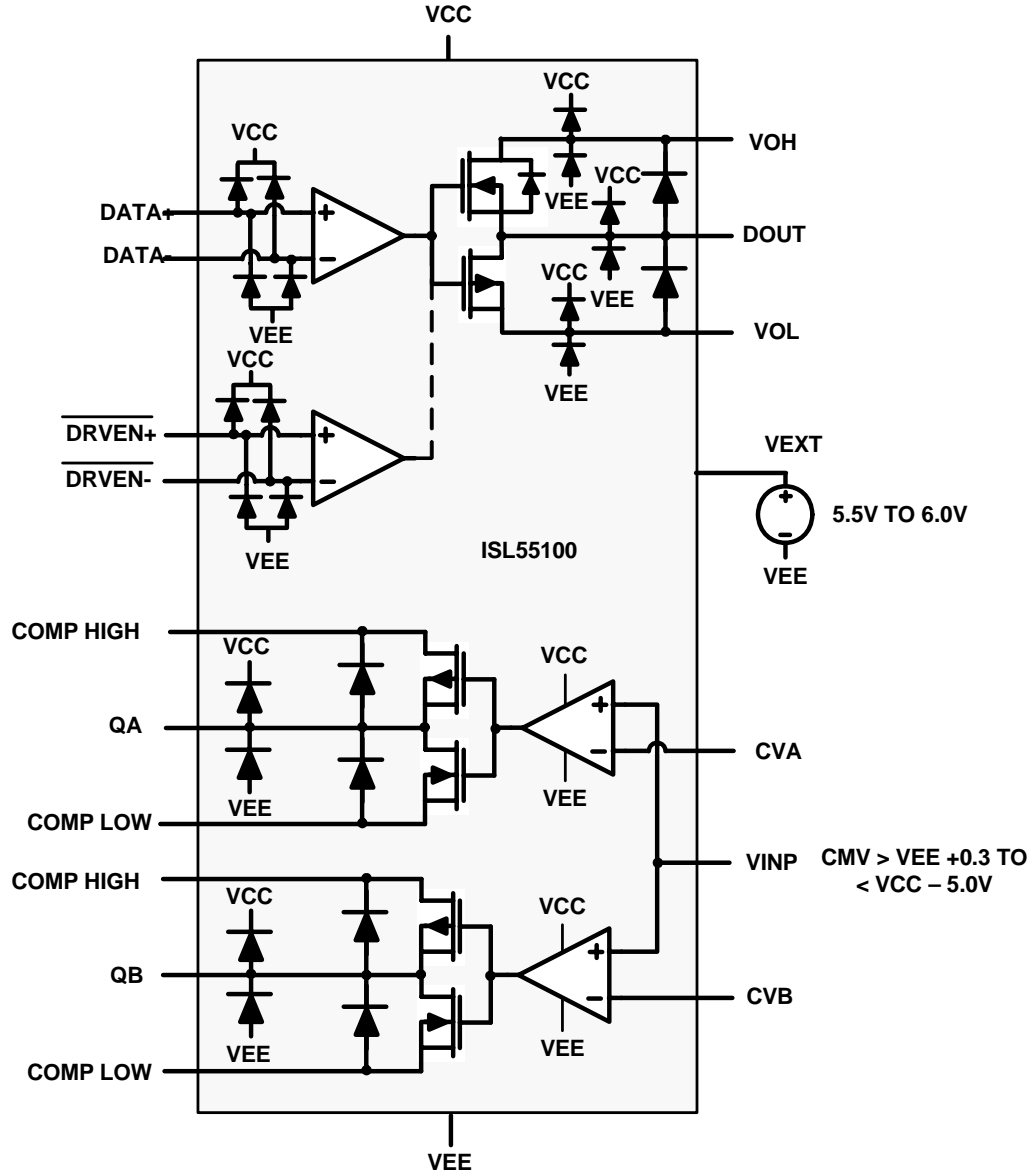 VCC
VCC
VOH
VCC
VEE
VCC
DATA+
DATA-
DOUT
VCC
VEE
VEE
VOL
VCC
VEE
DRVEN+
DRVEN-
VEXT
5.5V TO 6.0V
VEE
VEE
ISL55100
COMP HIGH
VCC
VCC
QA
CVA
VEE
VEE
COMP LOW
VINP
CMV > VEE +0.3 TO
< VCC – 5.0V
COMP HIGH
VCC
VCC
QB
CVB
VEE
VEE
COMP LOW
VEE